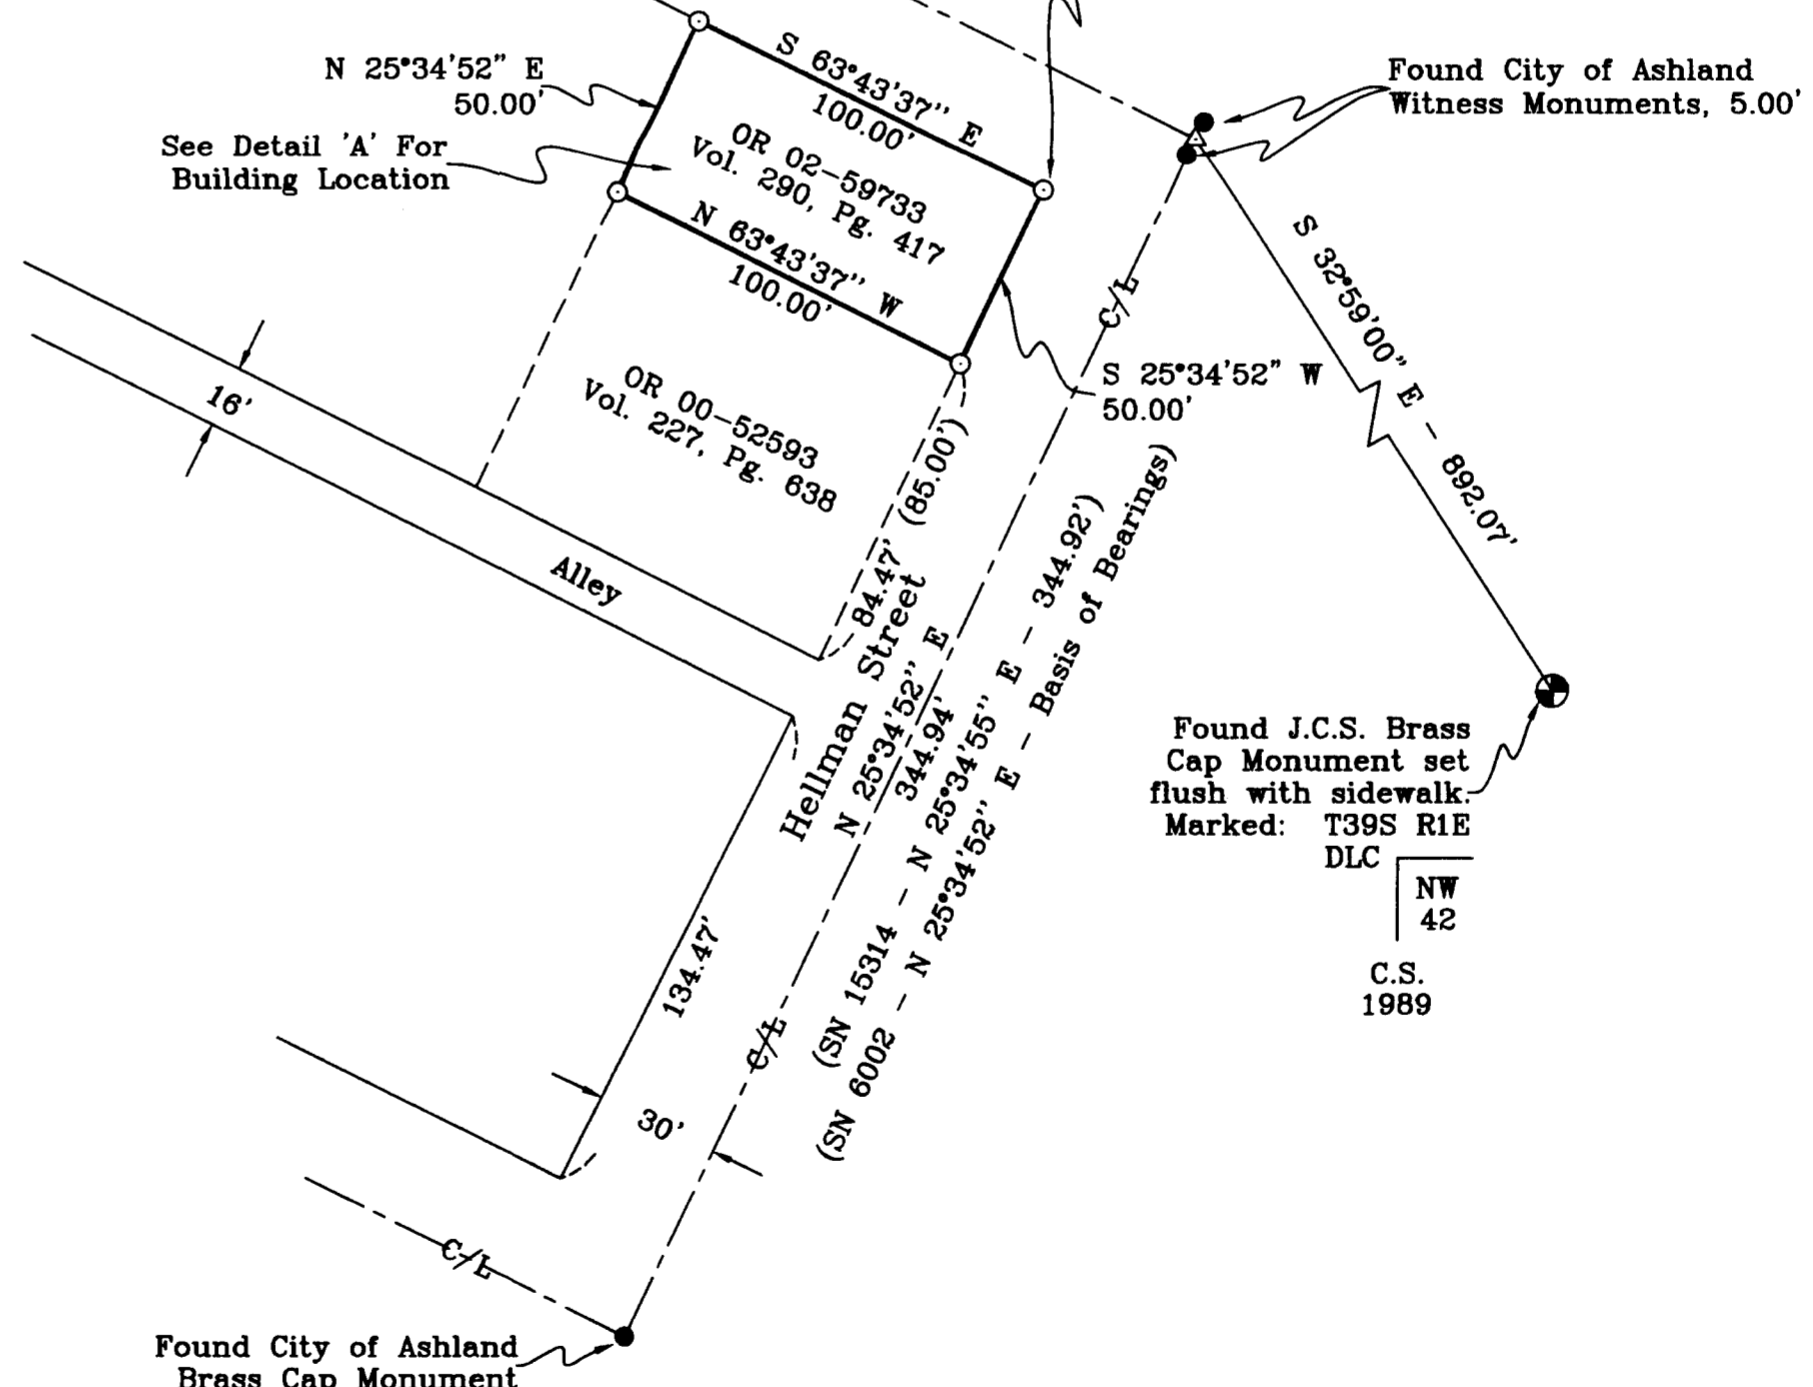 N 25°34'52" E
50.00'
See Detail 'A' For
Building Location
S 63°43'37" E
100.00'
OR 02-59733
Vol. 290, Pg. 417
N 63°43'37" W
100.00'
Found City of Ashland
Witness Monuments, 5.00'
S 32°59'00" E - 892.07'
C/L
S 25°34'52" W
50.00'
16'
OR 00-52593
Vol. 227, Pg. 638
84.47' (85.00')
Alley
Hellman Street
N 25°34'52" E
344.94'
(SN 15314 - N 25°34'55" E - 344.92')
(SN 6002 - N 25°34'52" E - Basis of Bearings)
Found J.C.S. Brass
Cap Monument set
flush with sidewalk.
Marked: T39S R1E
DLC
NW
42
C.S.
1989
134.47'
C/L
30'
C/L
Found City of Ashland
Brass Cap Monument